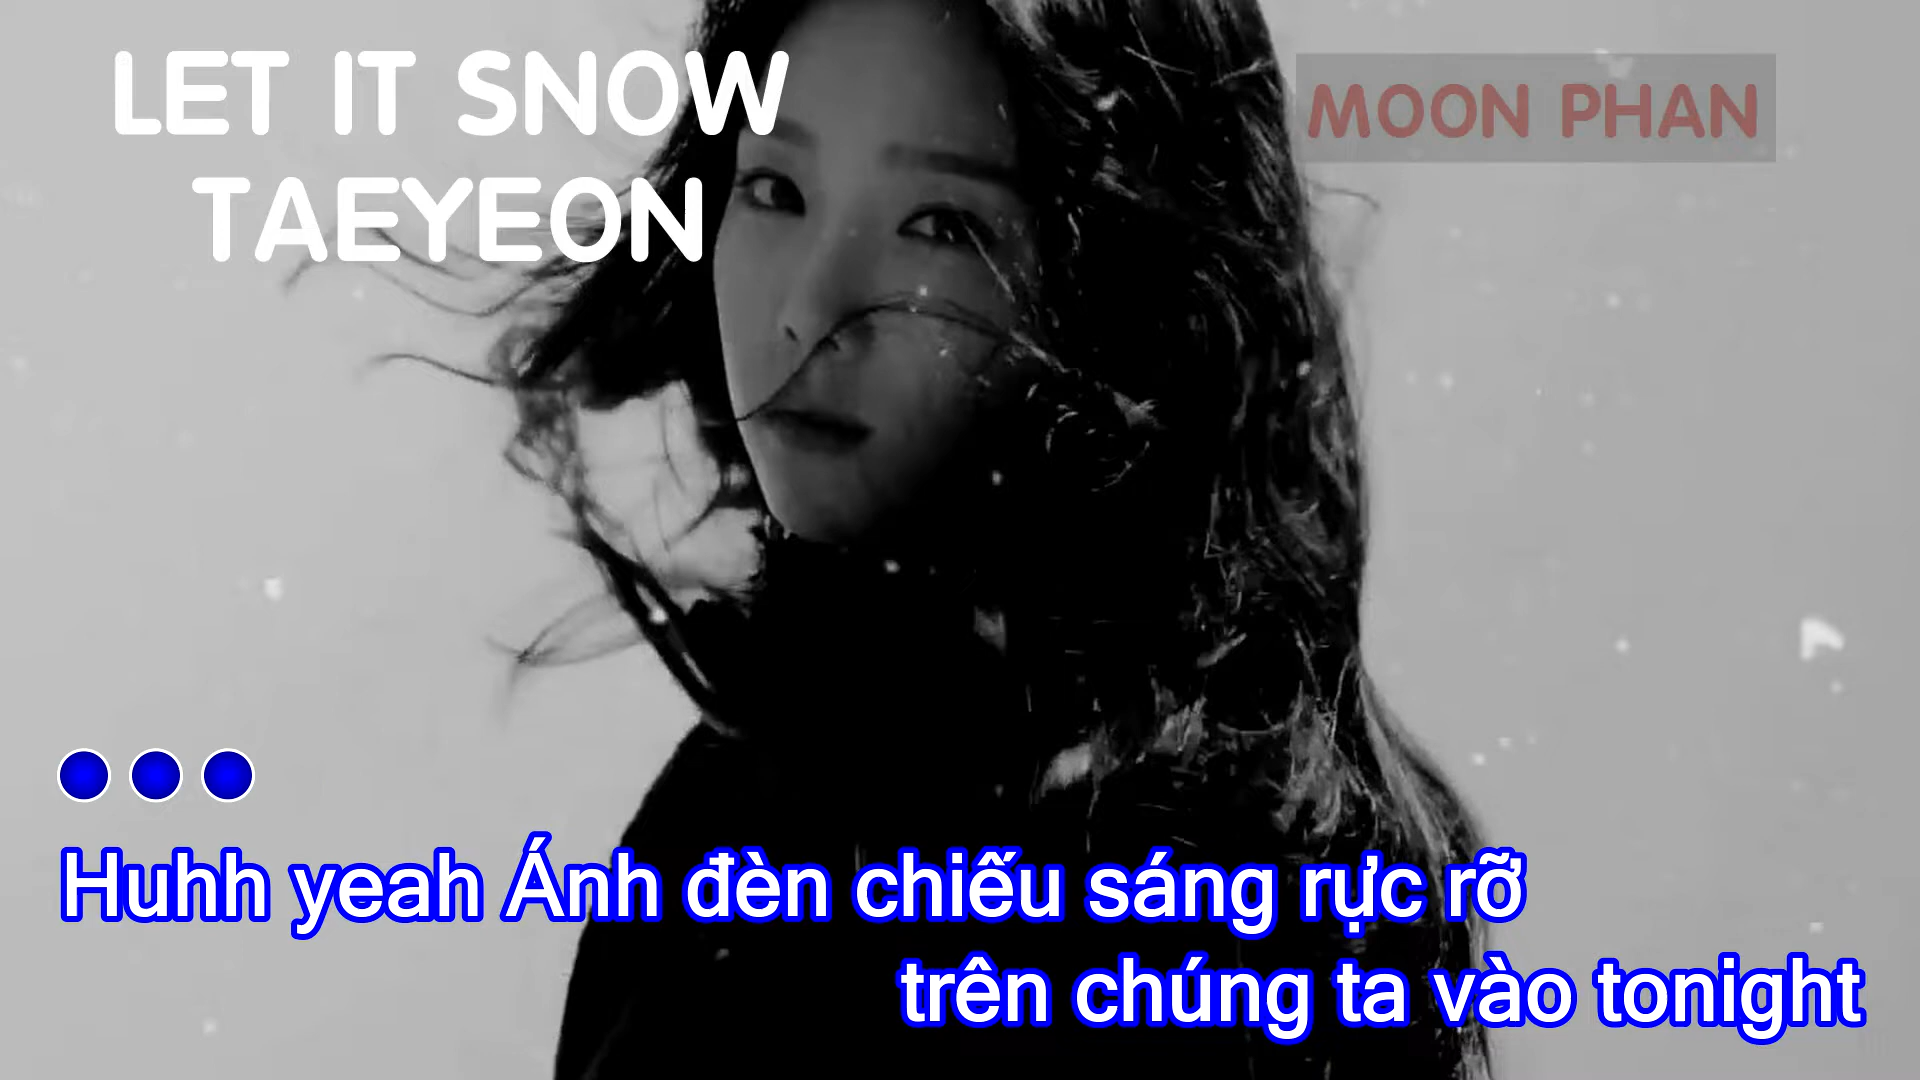 LET IT SNOW
TAEYEON
MOON PHAN
Huhh yeah Ánh đèn chiếu sáng rực rỡ
trên chúng ta vào tonight